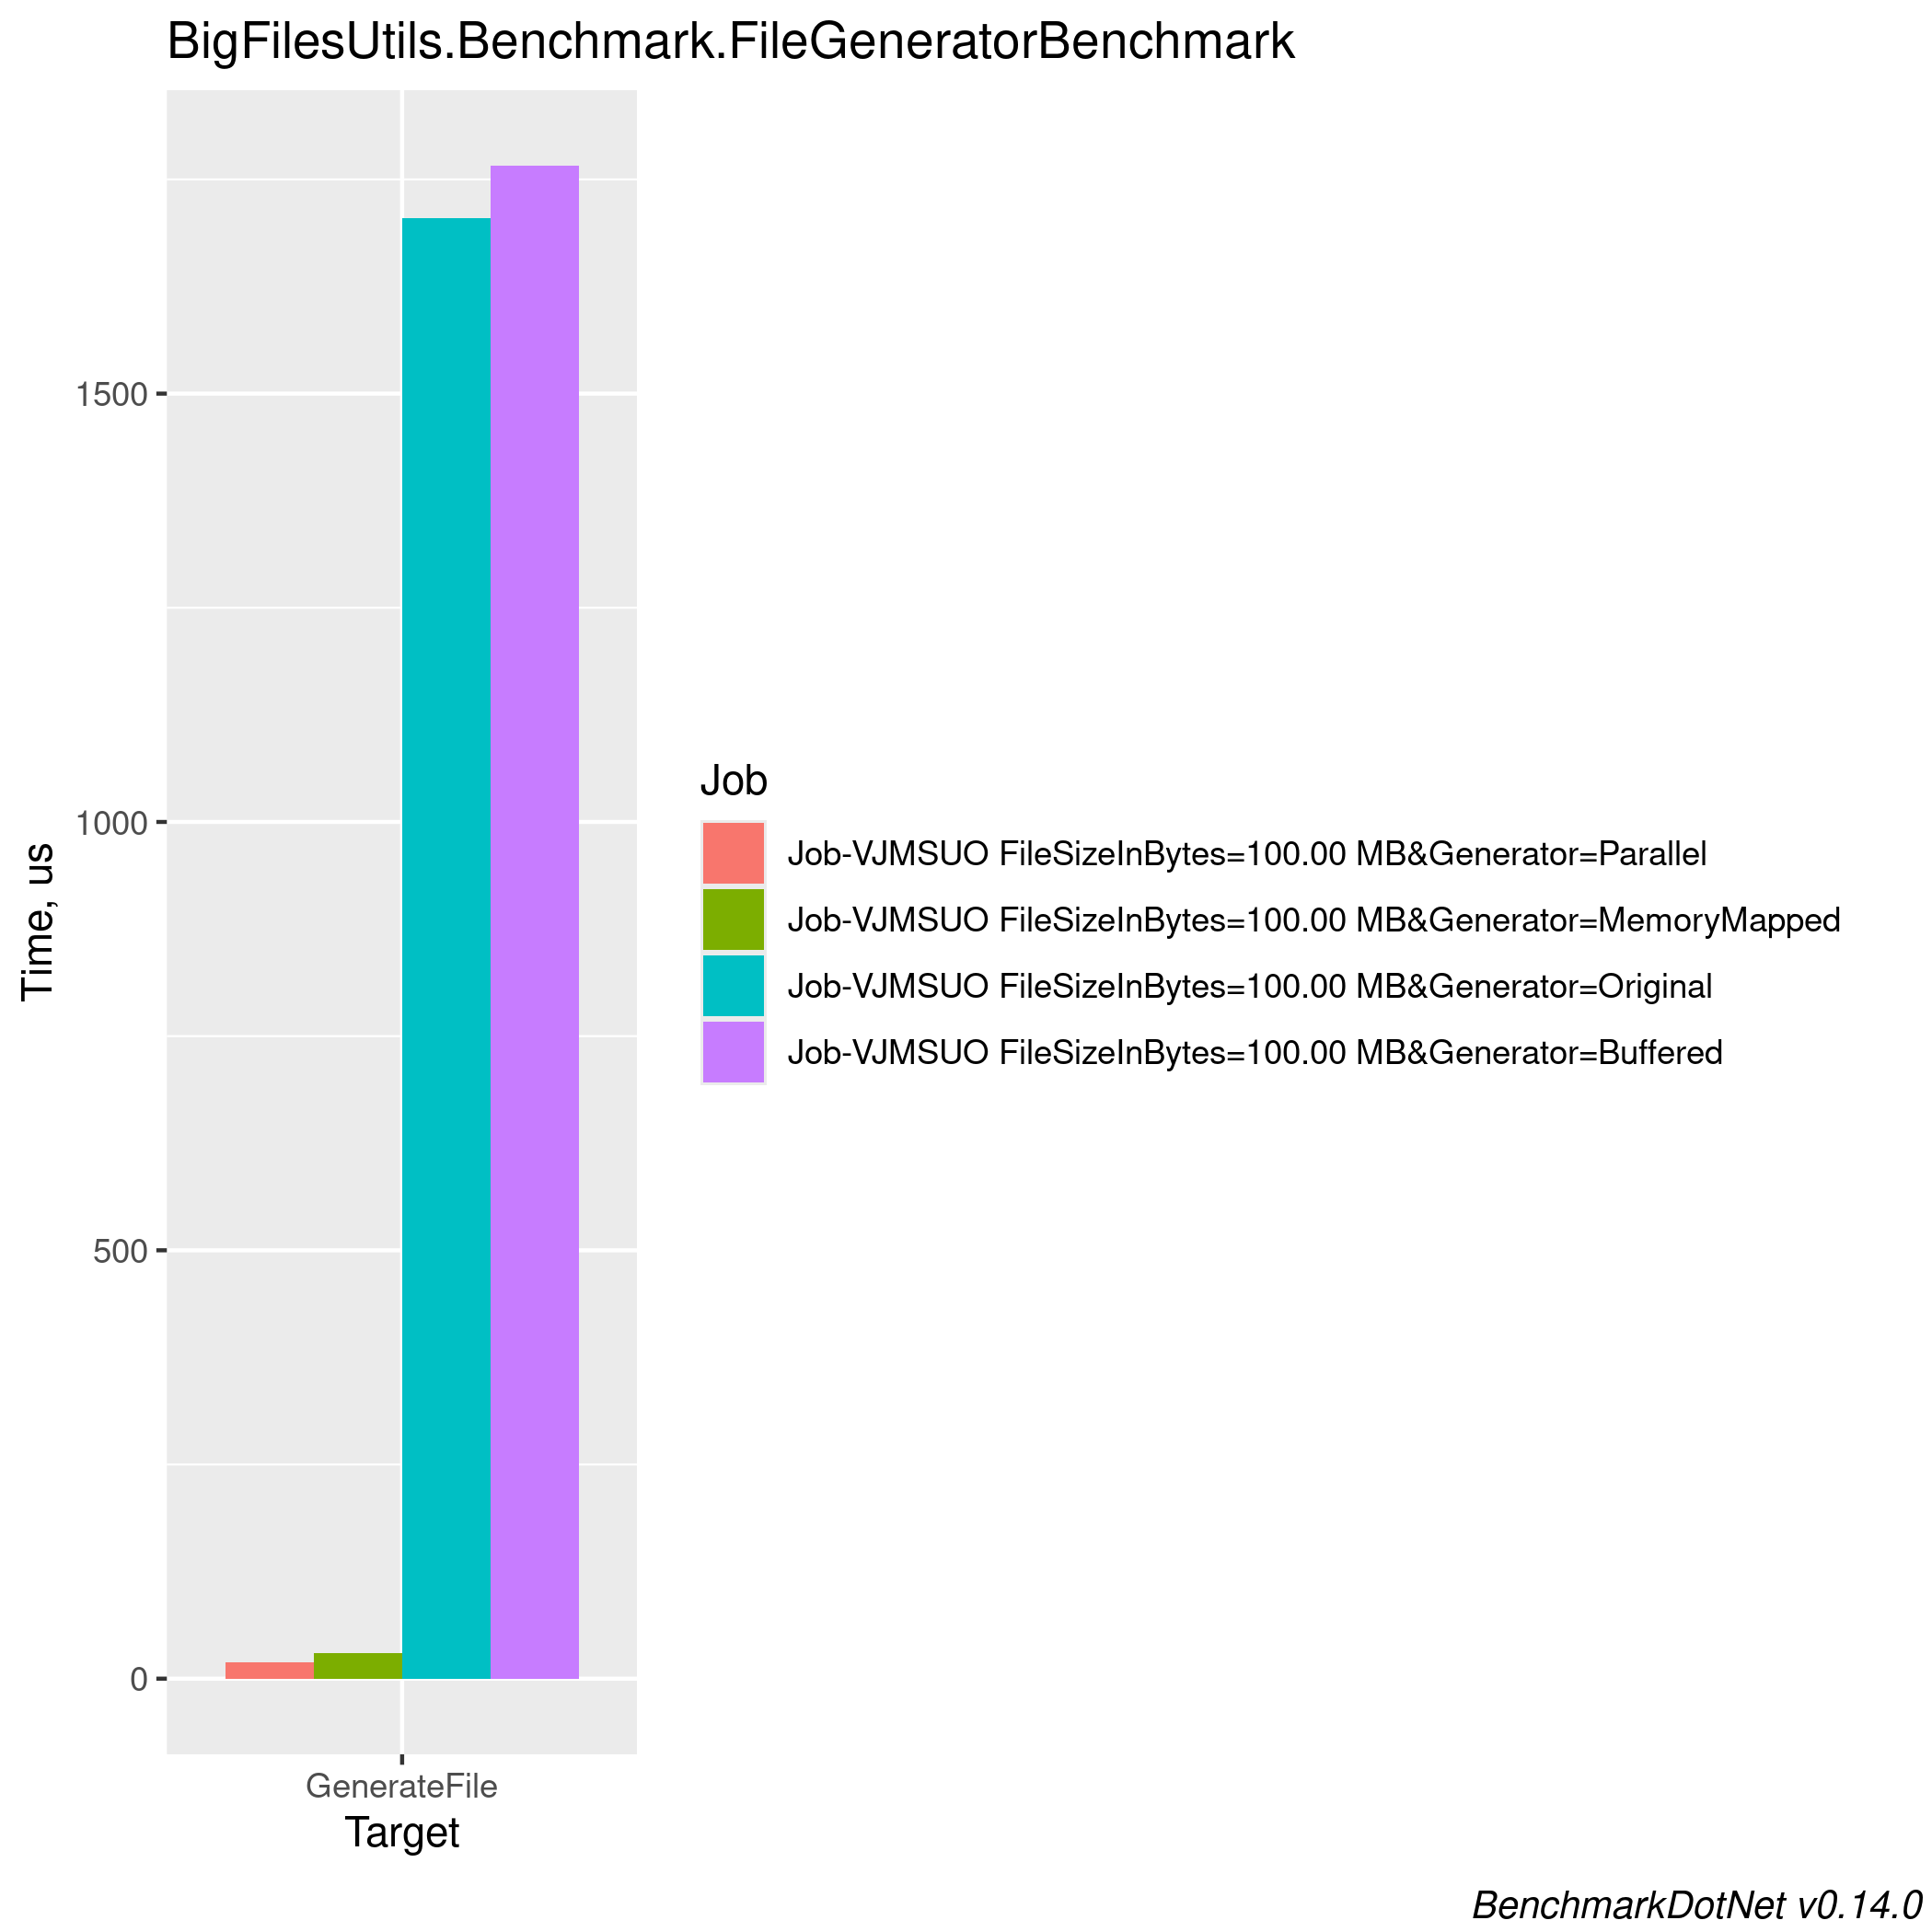 BigFilesUtils.Benchmark.FileGeneratorBenchmark
1500
1000
500
0
Time, us
GenerateFile
Target
Job
Job-VJMSUO FileSizeInBytes=100.00 MB&Generator=Parallel
Job-VJMSUO FileSizeInBytes=100.00 MB&Generator=MemoryMapped
Job-VJMSUO FileSizeInBytes=100.00 MB&Generator=Original
Job-VJMSUO FileSizeInBytes=100.00 MB&Generator=Buffered
BenchmarkDotNet v0.14.0